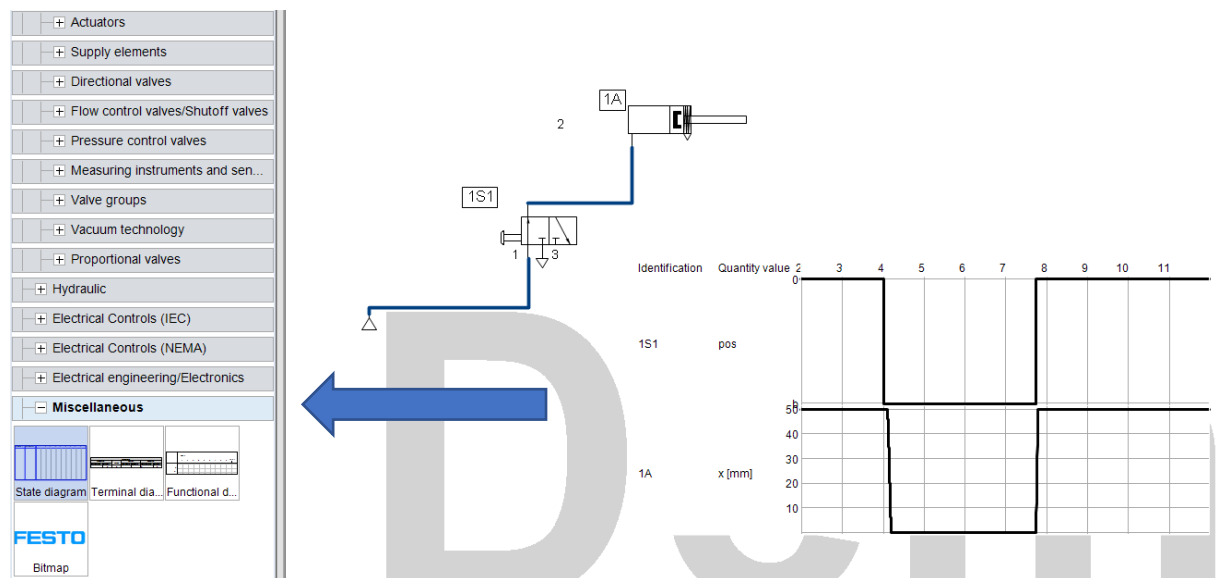 Actuators
Supply elements
Directional valves
Flow control valves/Shutoff valves
Pressure control valves
Measuring instruments and sen...
Valve groups
Vacuum technology
Proportional valves
Hydraulic
Electrical Controls (IEC)
Electrical Controls (NEMA)
Electrical engineering/Electronics
Miscellaneous
State diagram Terminal dia... Functional d...
FESTO
Bitmap
1A
2
1S1
1 3
Identification Quantity value 2 3 4 5 6 7 8 9 10 11
0
1S1 pos
b
50
40
30
1A x [mm]
20
10